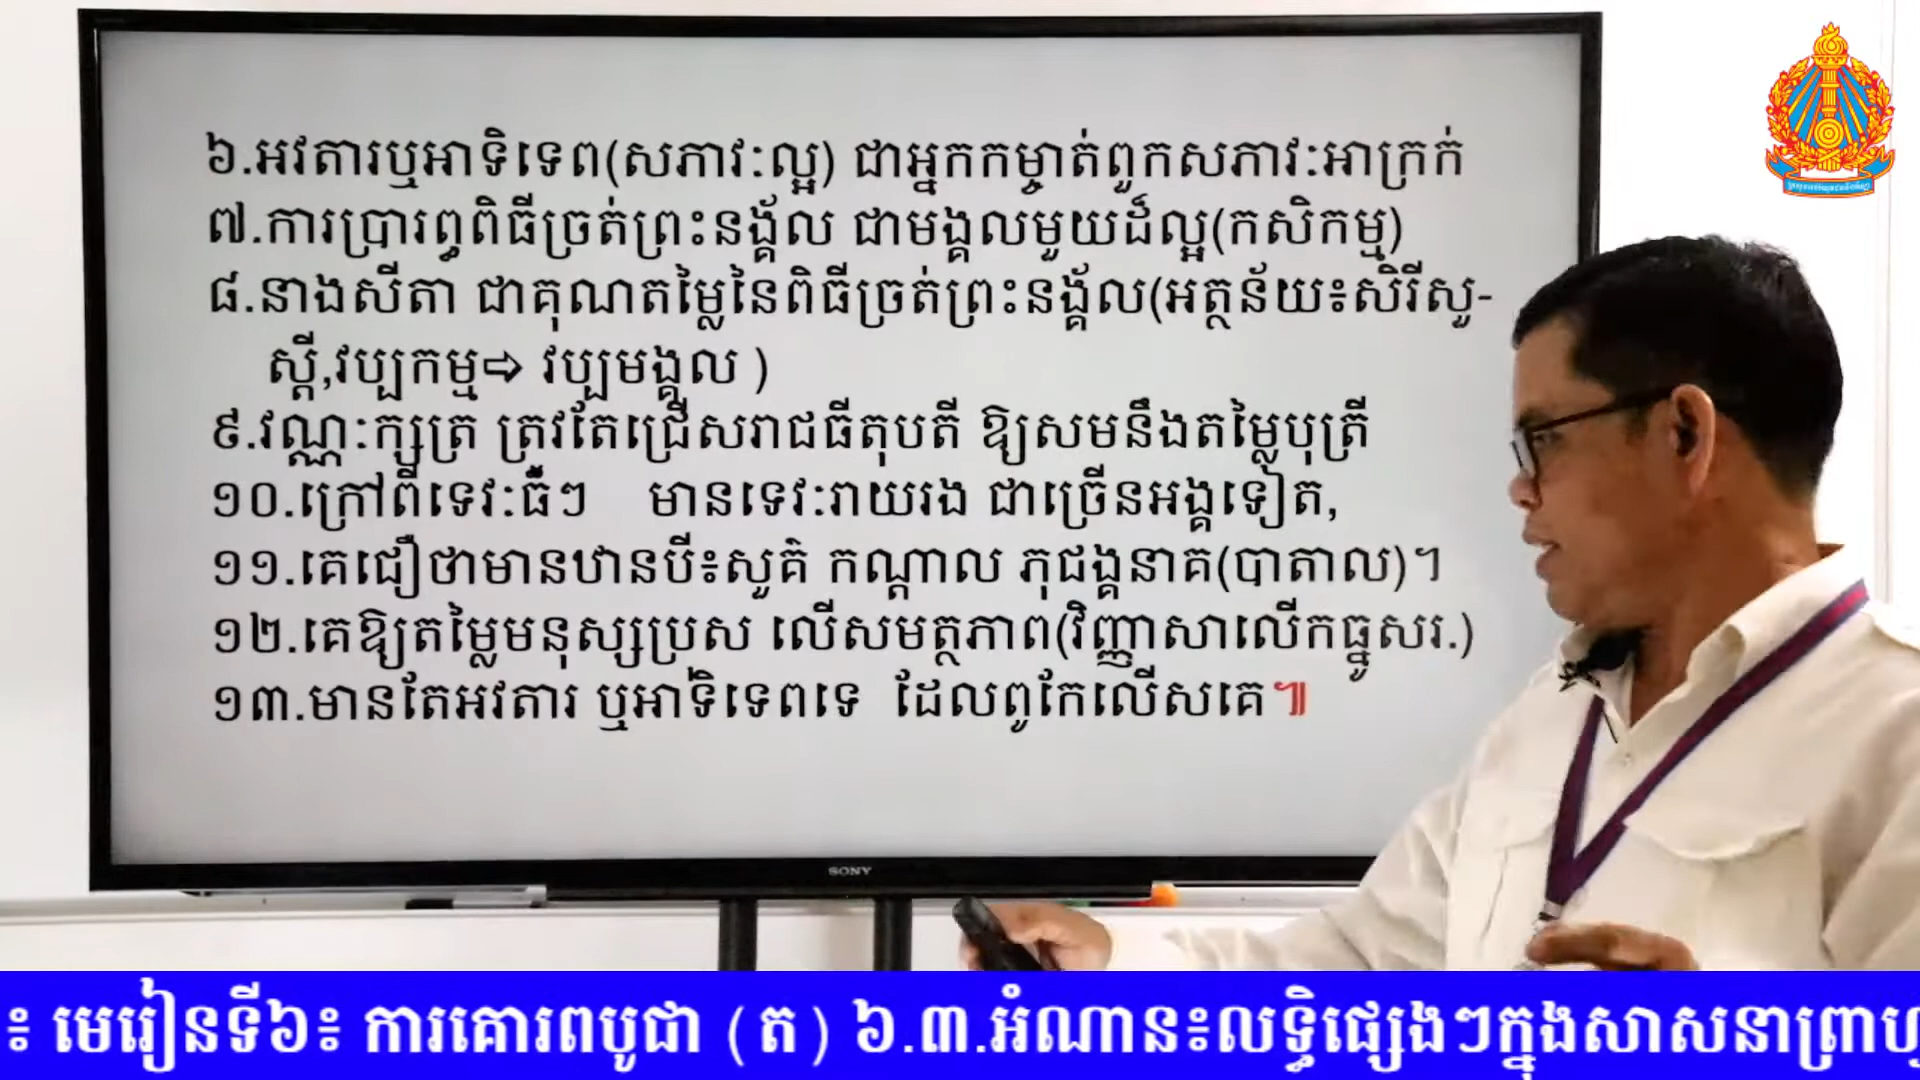 ៦.អវតារឬអាទិទេព(សភាវៈល្អ) ជាអ្នកកម្ចាត់ពួកសភាវៈអាក្រក់
៧.ការប្រារព្ធពិធីច្រត់ព្រះនង្គ័ល ជាមង្គលមួយដ៏ល្អ(កសិកម្ម)
៨.នាងសីតា ជាគុណតម្លៃនៃពិធីច្រត់ព្រះនង្គ័ល(អត្ថន័យ៖សិរីសួ-
ស្តី,វប្បកម្ម⇨ វប្បមង្គល )
៩.វណ្ណៈក្សត្រ ត្រូវតែជ្រើសរាជធីតុបតី ឱ្យសមនឹងតម្លៃបុត្រី
១០.ក្រៅពីទេវៈធំៗ មានទេវៈរាយរង ជាច្រើនអង្គទៀត,
១១.គេជឿថាមានឋានបី៖សួគ៌ កណ្តាល ភុជង្គនាគ(បាតាល)។
១២.គេឱ្យតម្លៃមនុស្សប្រុស លើសមត្ថភាព(វិញ្ញាសាលើកធ្នូសរ.)
១៣.មានតែអវតារ ឬអាទិទេពទេ ដែលពូកែលើសគេ៕
SONY
៖ មេរៀនទី៦៖ ការគោរពបូជា (ត) ៦.៣.អំណាន៖លទ្ធិផ្សេងៗក្នុងសាសនាព្រាហ្ម